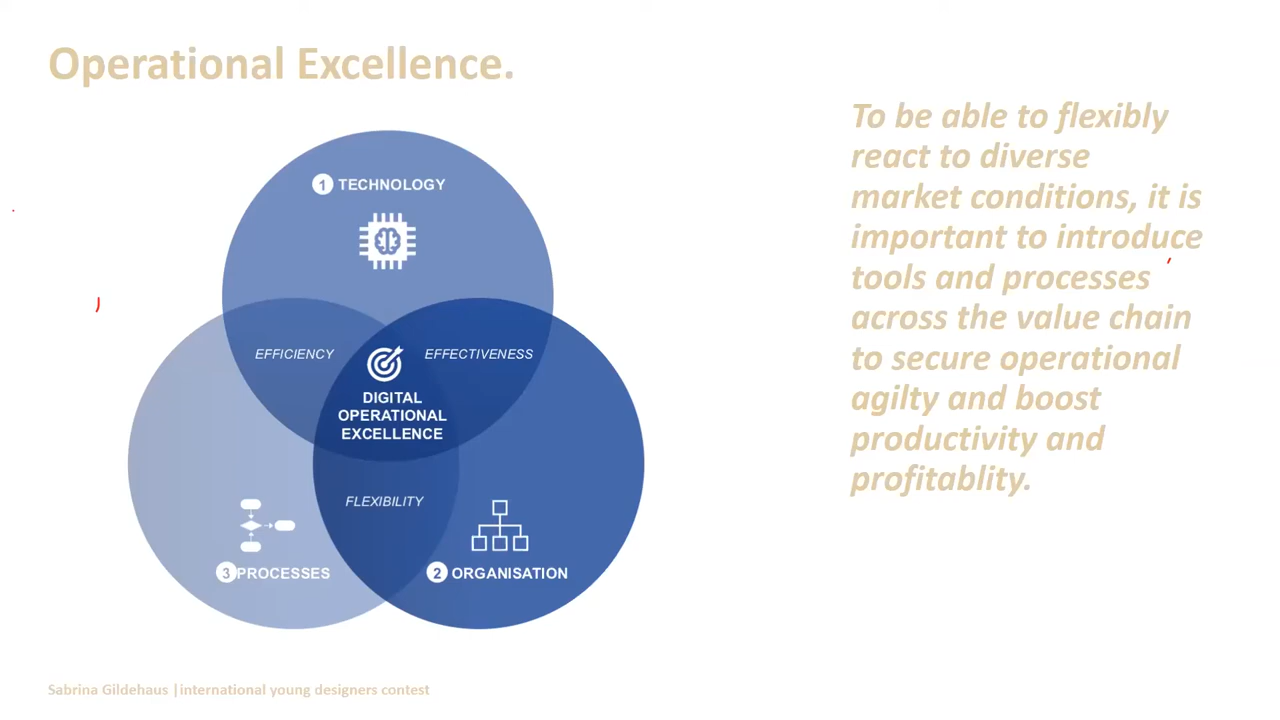 Operational Excellence.
To be able to flexibly
react to diverse
market conditions, it is
important to introduce
tools and processes
across the value chain
to secure operational
agilty and boost
productivity and
profitablity.
1 TECHNOLOGY
EFFICIENCY
EFFECTIVENESS
DIGITAL
OPERATIONAL
EXCELLENCE
FLEXIBILITY
3 PROCESSES
2 ORGANISATION
Sabrina Gildehaus |international young designers contest